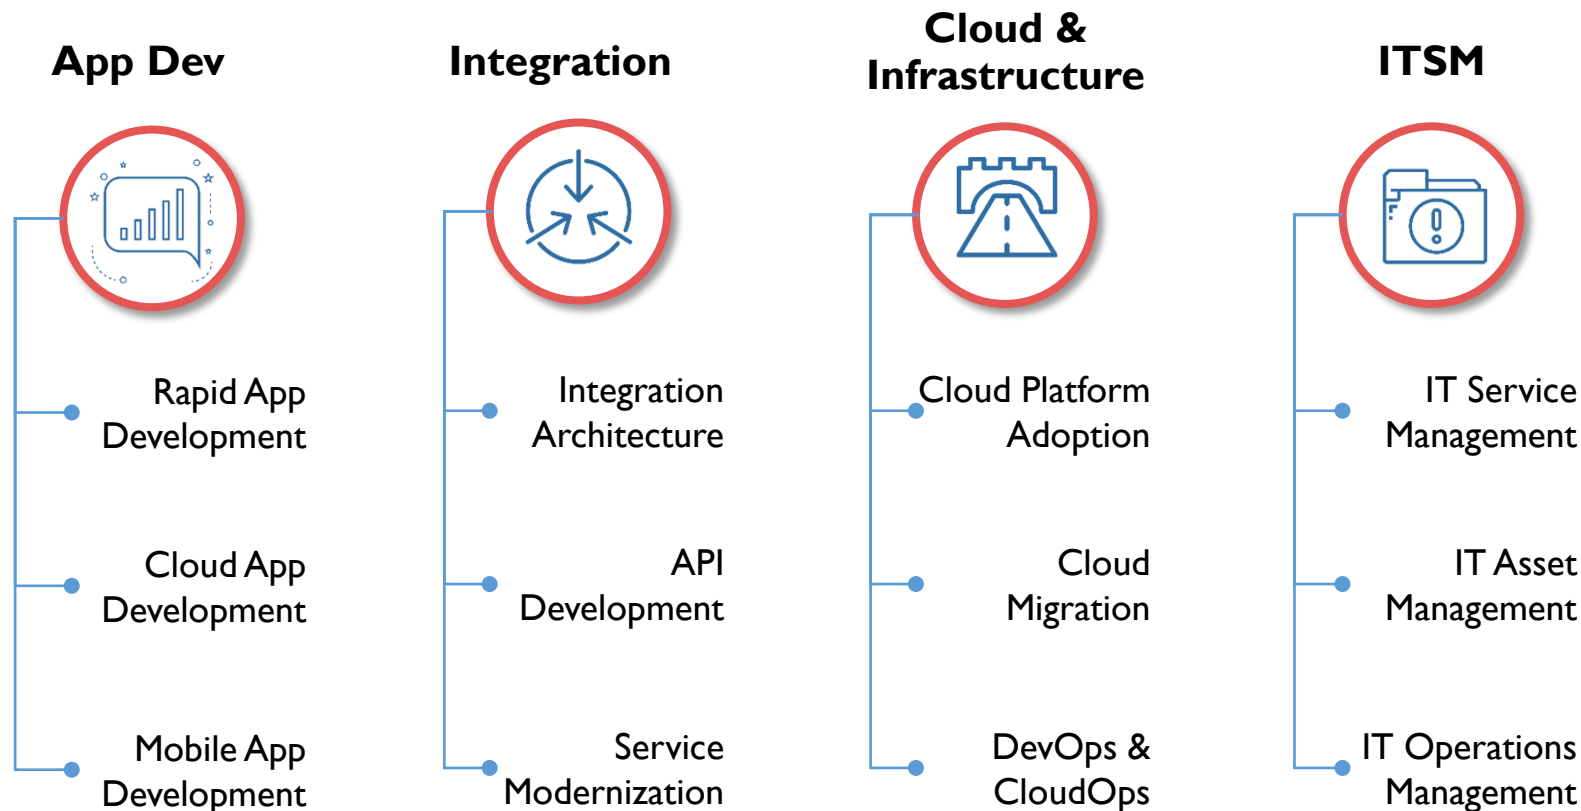 App Dev
Rapid App
Development
Cloud App
Development
Mobile App
Development
Integration
Integration
Architecture
API
Development
Service
Modernization
Cloud &
Infrastructure
Cloud Platform
Adoption
Cloud
Migration
DevOps &
CloudOps
ITSM
IT Service
Management
IT Asset
Management
IT Operations
Management